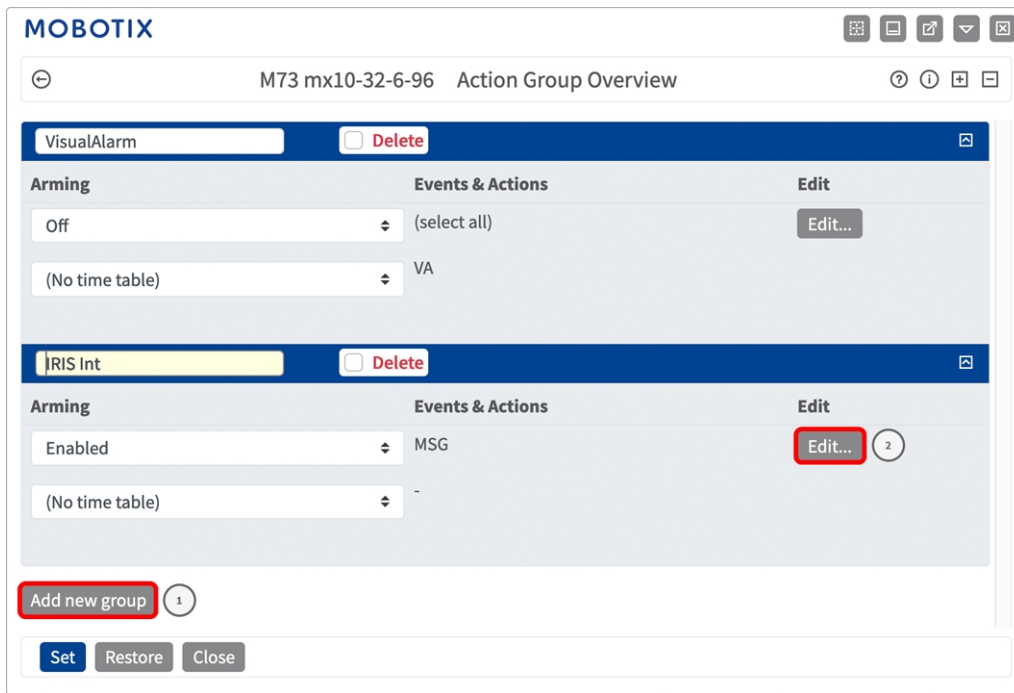 MOBOTIX
M73 mx10-32-6-96 Action Group Overview
VisualAlarm Delete
Arming Events & Actions Edit
Off (select all) Edit...
(No time table) VA
IRIS Int Delete
Arming Events & Actions Edit
Enabled MSG Edit... 2
(No time table) -
Add new group 1
Set Restore Close